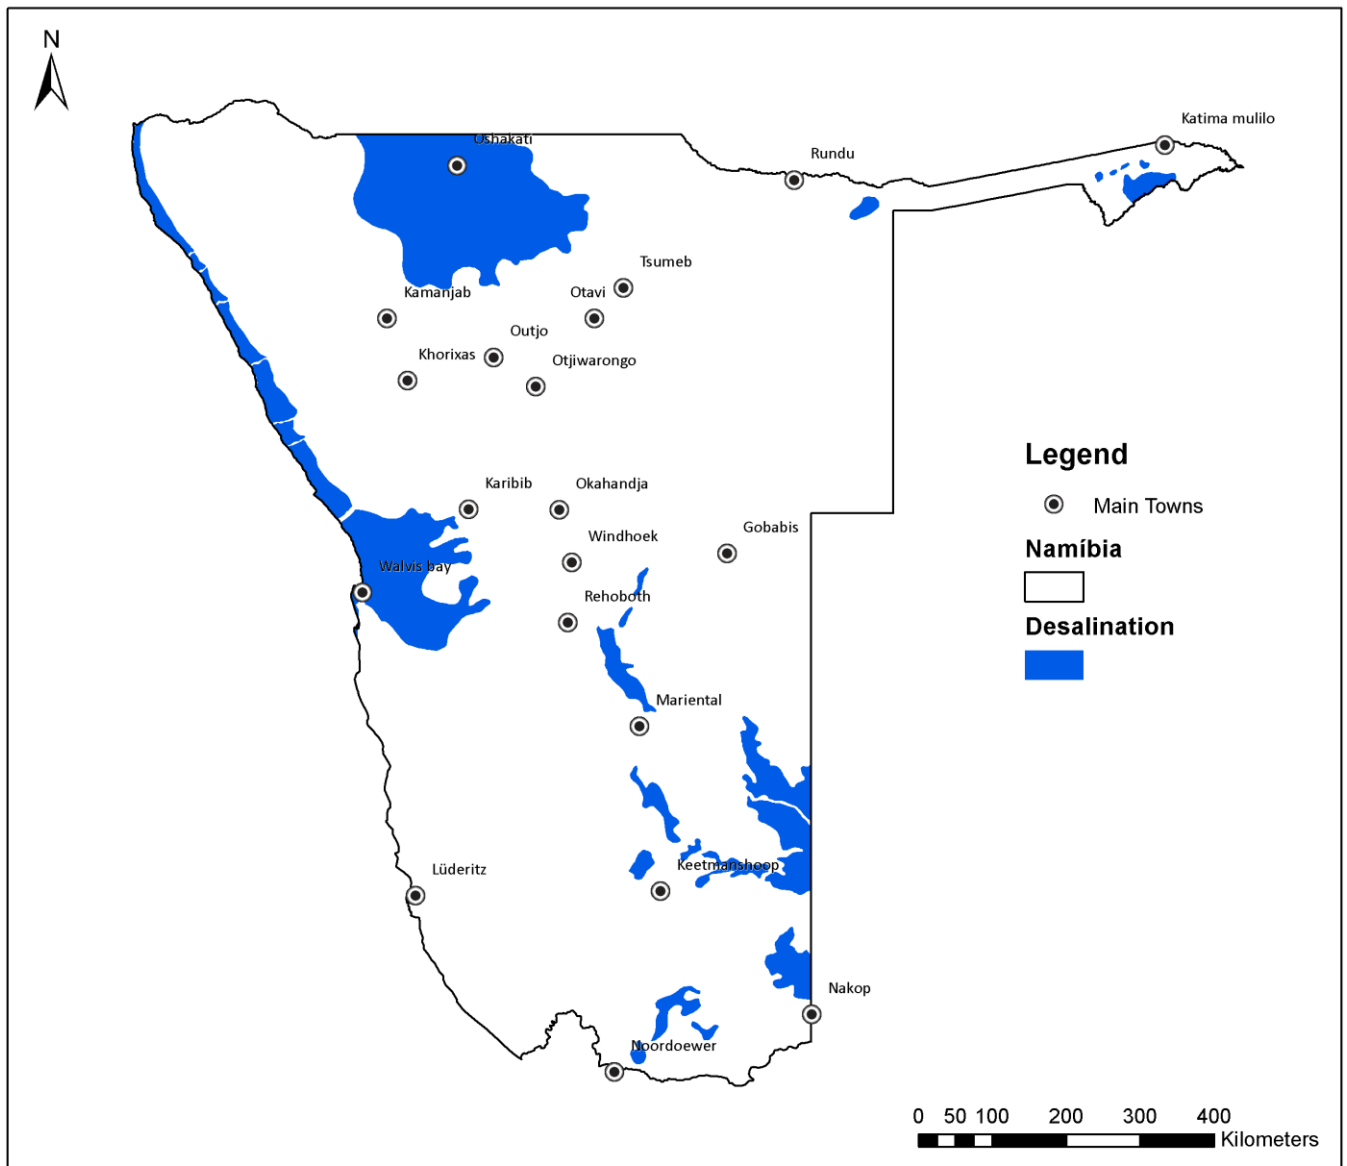 N
Katima mulilo
Oshakati
Rundu
Tsumeb
Kamanjab
Otavi
Outjo
Khorixas
Otjiwarongo
Legend
Main Towns
Karibib
Okahandja
Windhoek
Gobabis
Namíbia
Walvis bay
Rehoboth
Desalination
Mariental
Lüderitz
Keetmanshoop
Nakop
Noordoewer
0 50 100 200 300 400
Kilometers